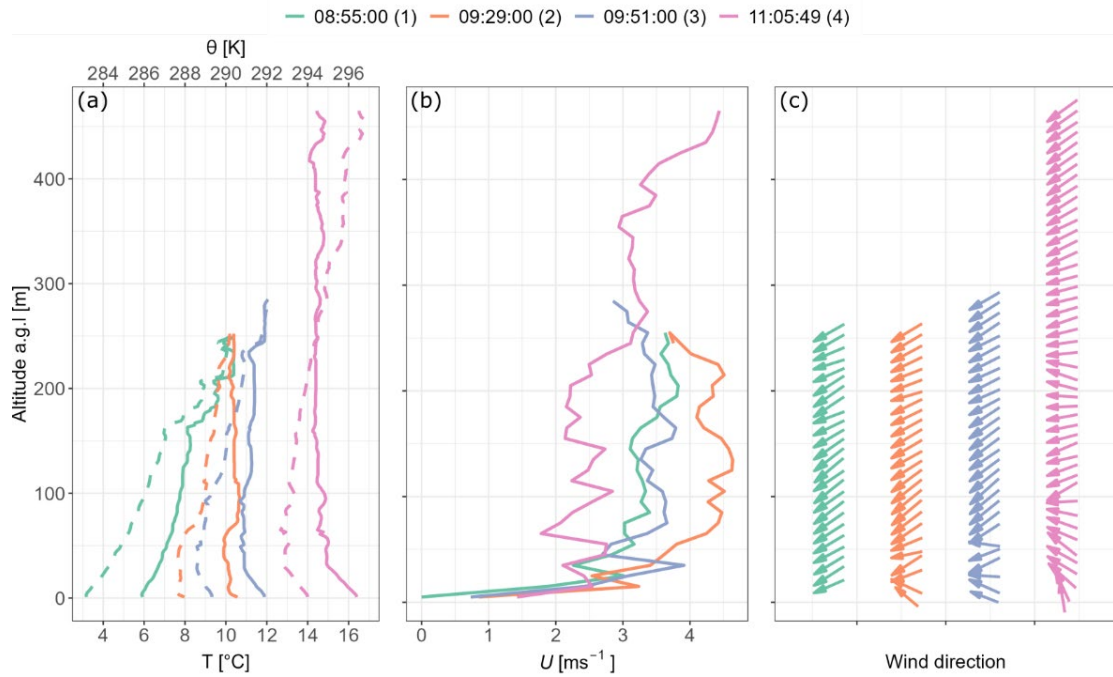 08:55:00 (1) 09:29:00 (2) 09:51:00 (3) 11:05:49 (4)
θ [K]
284 286 288 290 292 294 296
(a) (b) (c)
Altitude a.g.l [m]
400
300
200
100
0
4 6 8 10 12 14 16
0 1 2 3 4
T [°C] U [ms⁻¹] Wind direction